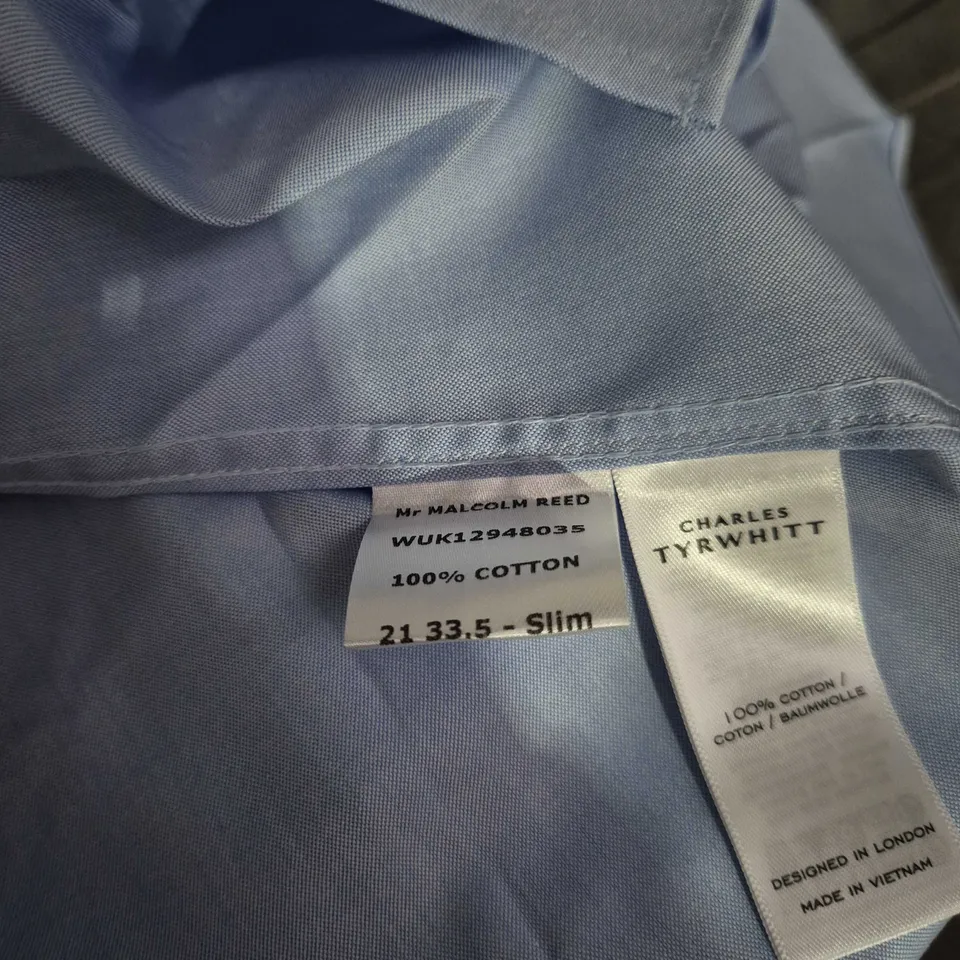 Mr MALCOLM REED
WUK12948035
100% COTTON
21 33.5 - Slim
CHARLES
TYRWHITT
100% COTTON /
COTON / BAUMWOLLE
DESIGNED IN LONDON
MADE IN VIETNAM